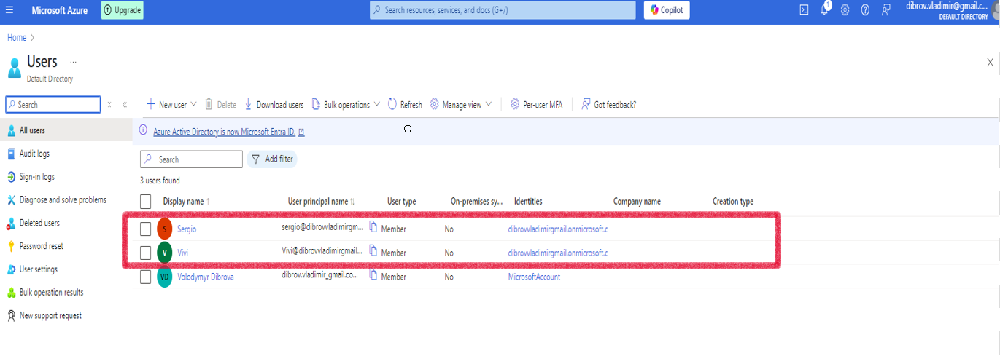 Microsoft Azure Upgrade Search resources, services, and docs (G+/) Copilot 1 dibrov.vladimir@gmail.c...
DEFAULT DIRECTORY
Home >
Users ...
Default Directory
Search
New user Delete Download users Bulk operations Refresh Manage view Per-user MFA Got feedback?
All users
Audit logs
Sign-in logs
Diagnose and solve problems
Deleted users
Password reset
User settings
Bulk operation results
New support request
Azure Active Directory is now Microsoft Entra ID.
Search Add filter
3 users found
Display name ↑ User principal name ↑↓ User type On-premises sy... Identities Company name Creation type
S Sergio sergio@dibrovvladimirgm... Member No dibrovvladimirgmail.onmicrosoft.c
V Vivi Vivi@dibrovvladimirgmail... Member No dibrovvladimirgmail.onmicrosoft.c
VD Volodymyr Dibrova dibrov.vladimir_gmail.co... Member No MicrosoftAccount